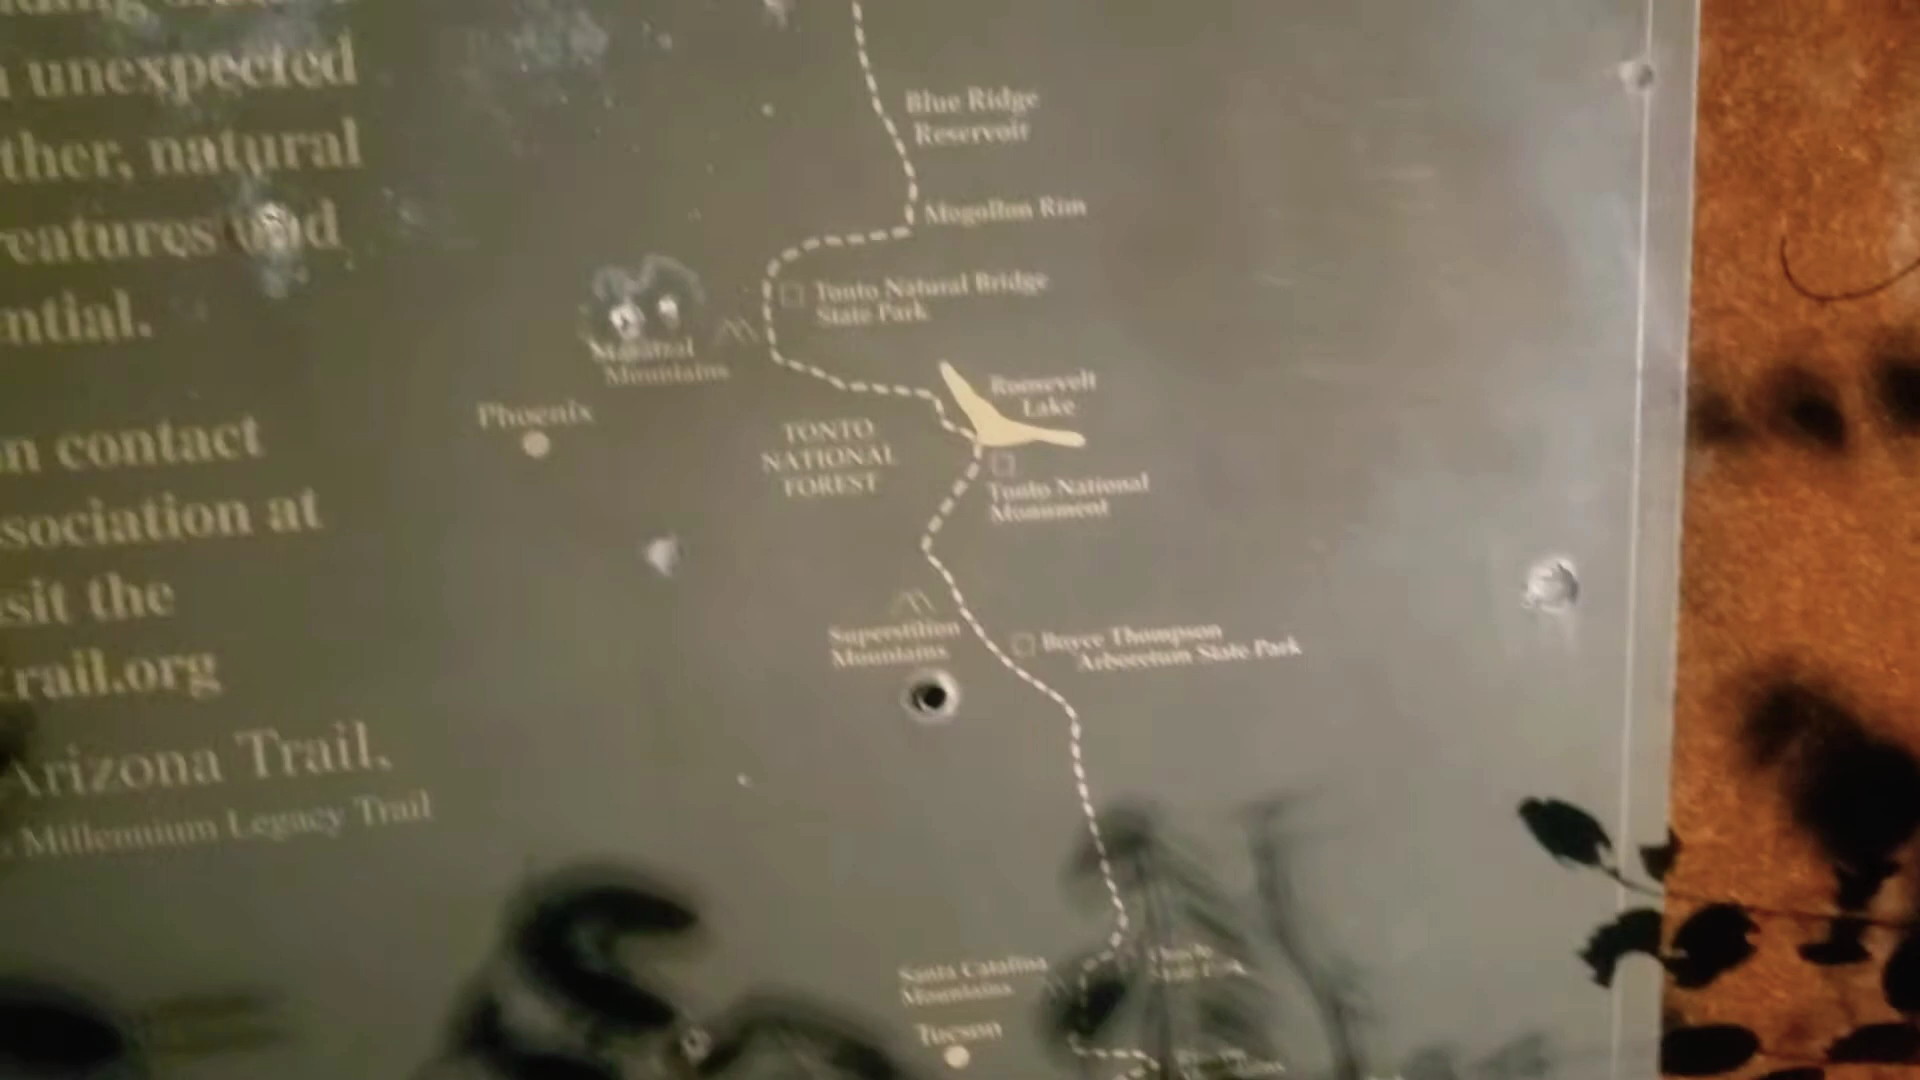 unexpected
ther, natural
reatures and
ntial.
n contact
ssociation at
sit the
rail.org
Arizona Trail,
Millennium Legacy Trail
Blue Ridge
Reservoir
Mogollon Rim
Tonto Natural Bridge
State Park
Mazatzal
Mountains
Phoenix
Roosevelt
Lake
TONTO
NATIONAL
FOREST
Tonto National
Monument
Superstition
Mountains
Boyce Thompson
Arboretum State Park
Santa Catalina
Mountains
Tucson